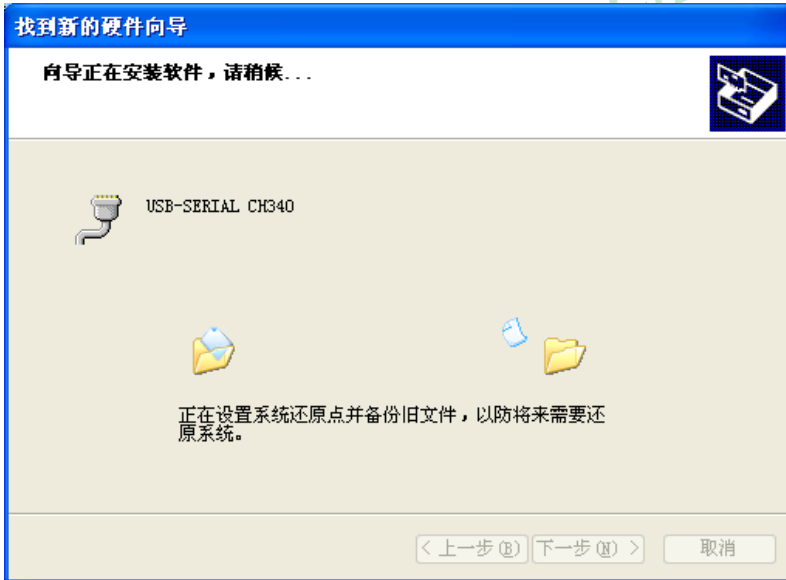 找到新的硬件向导
向导正在安装软件，请稍候...
USB-SERIAL CH340
正在设置系统还原点并备份旧文件，以防将来需要还
原系统。
< 上一步(B) 下一步(N) > 取消